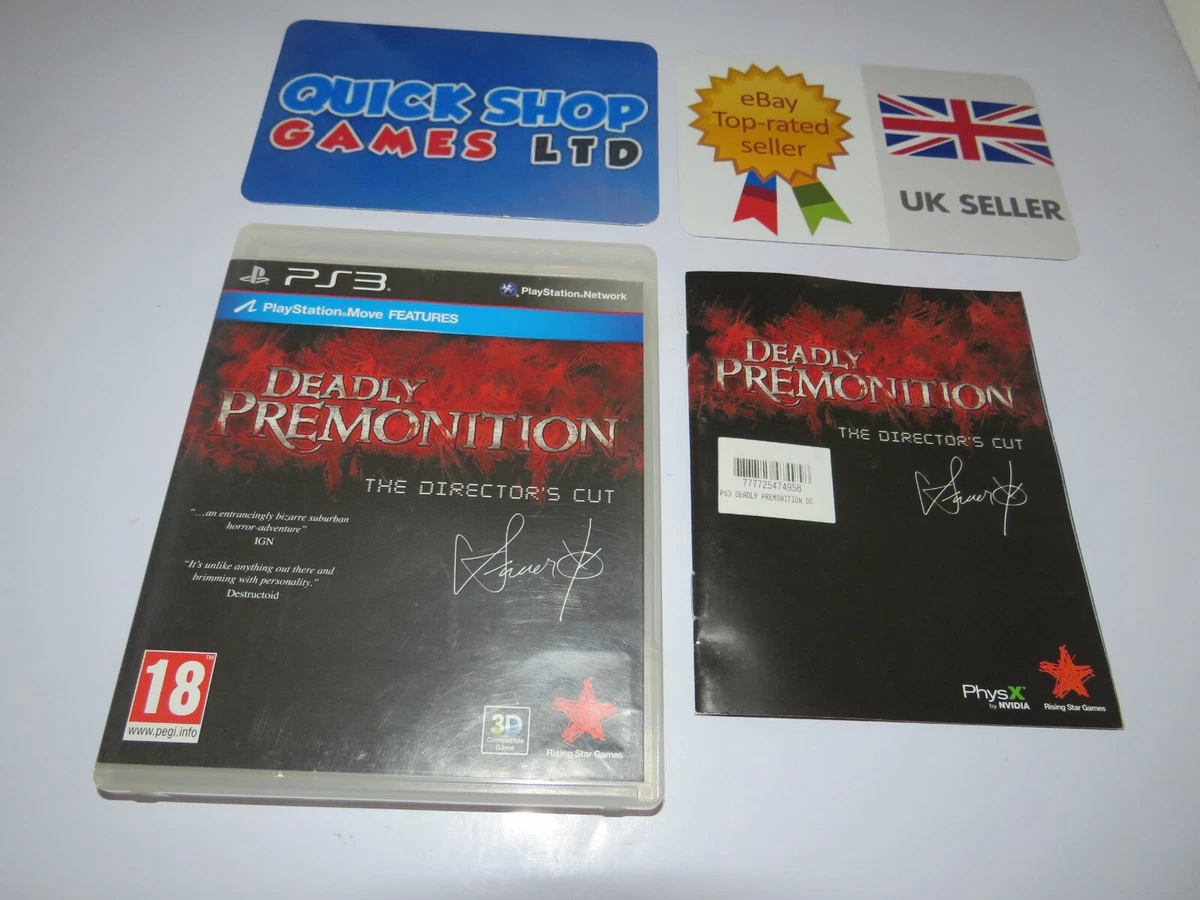 QUICK SHOP
GAMES LTD
eBay
Top-rated
seller
UK SELLER
PS3
PlayStation®Network
PlayStation®Move FEATURES
DEADLY
PREMONITION™
THE DIRECTOR'S CUT
"...an entrancingly bizarre suburban
horror-adventure"
IGN
"It's unlike anything out there and
brimming with personality."
Destructoid
18™
www.pegi.info
3D
Compatible
Game
Rising Star Games
DEADLY
PREMONITION
THE DIRECTOR'S CUT
777725474958
PS3 DEADLY PREMONITION DC
PhysX®
by NVIDIA
Rising Star Games